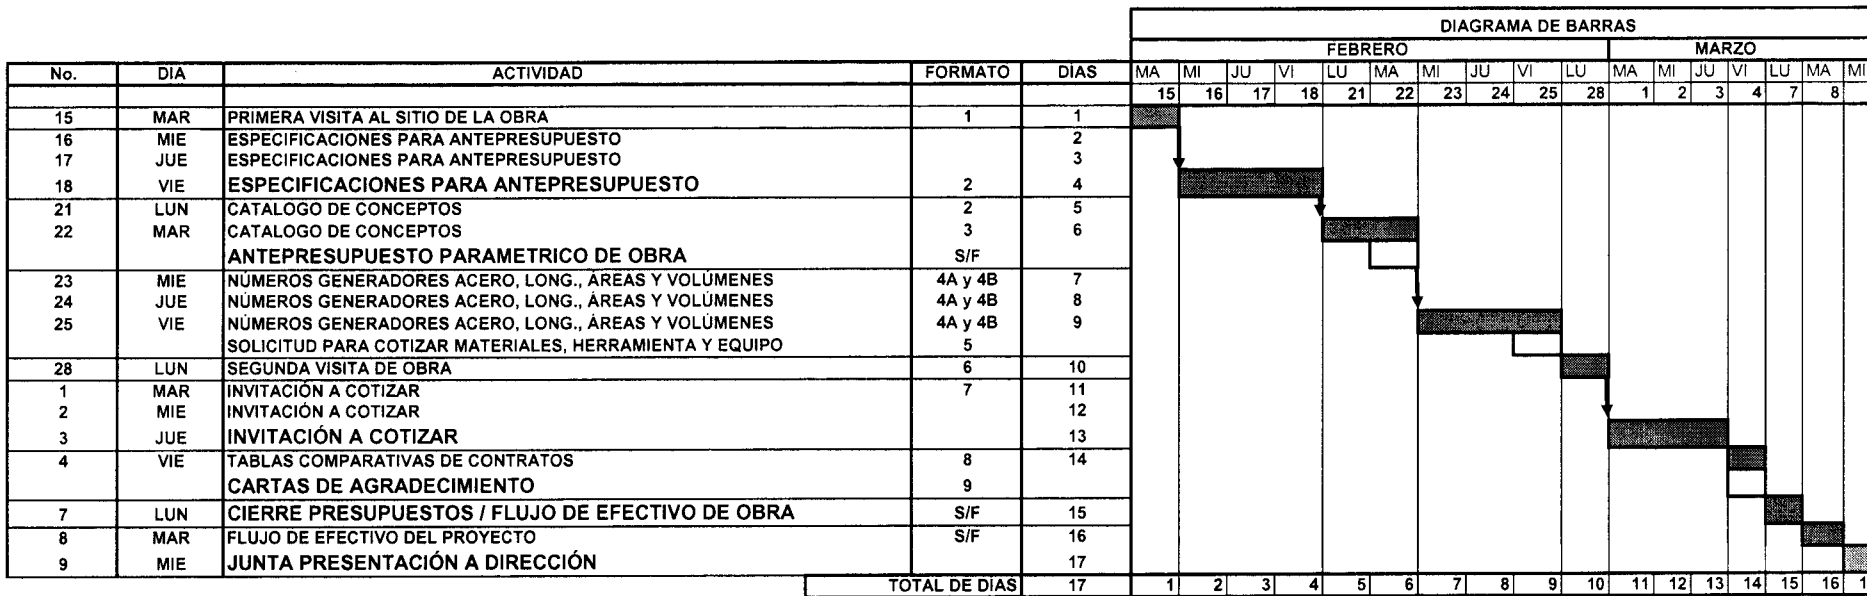 DIAGRAMA DE BARRAS
FEBRERO MARZO
No. DIA ACTIVIDAD FORMATO DIAS MA MI JU VI LU MA MI JU VI LU MA MI JU VI LU MA MI
15 16 17 18 21 22 23 24 25 28 1 2 3 4 7 8
15 MAR PRIMERA VISITA AL SITIO DE LA OBRA 1 1
16 MIE ESPECIFICACIONES PARA ANTEPRESUPUESTO 2
17 JUE ESPECIFICACIONES PARA ANTEPRESUPUESTO 3
18 VIE ESPECIFICACIONES PARA ANTEPRESUPUESTO 2 4
21 LUN CATALOGO DE CONCEPTOS 2 5
22 MAR CATALOGO DE CONCEPTOS 3 6
ANTEPRESUPUESTO PARAMETRICO DE OBRA S/F
23 MIE NÚMEROS GENERADORES ACERO, LONG., ÁREAS Y VOLÚMENES 4A y 4B 7
24 JUE NÚMEROS GENERADORES ACERO, LONG., ÁREAS Y VOLÚMENES 4A y 4B 8
25 VIE NÚMEROS GENERADORES ACERO, LONG., ÁREAS Y VOLÚMENES 4A y 4B 9
SOLICITUD PARA COTIZAR MATERIALES, HERRAMIENTA Y EQUIPO 5
28 LUN SEGUNDA VISITA DE OBRA 6 10
1 MAR INVITACIÓN A COTIZAR 7 11
2 MIE INVITACIÓN A COTIZAR 12
3 JUE INVITACIÓN A COTIZAR 13
4 VIE TABLAS COMPARATIVAS DE CONTRATOS 8 14
CARTAS DE AGRADECIMIENTO 9
7 LUN CIERRE PRESUPUESTOS / FLUJO DE EFECTIVO DE OBRA S/F 15
8 MAR FLUJO DE EFECTIVO DEL PROYECTO S/F 16
9 MIE JUNTA PRESENTACIÓN A DIRECCIÓN 17
TOTAL DE DIAS 17 1 2 3 4 5 6 7 8 9 10 11 12 13 14 15 16